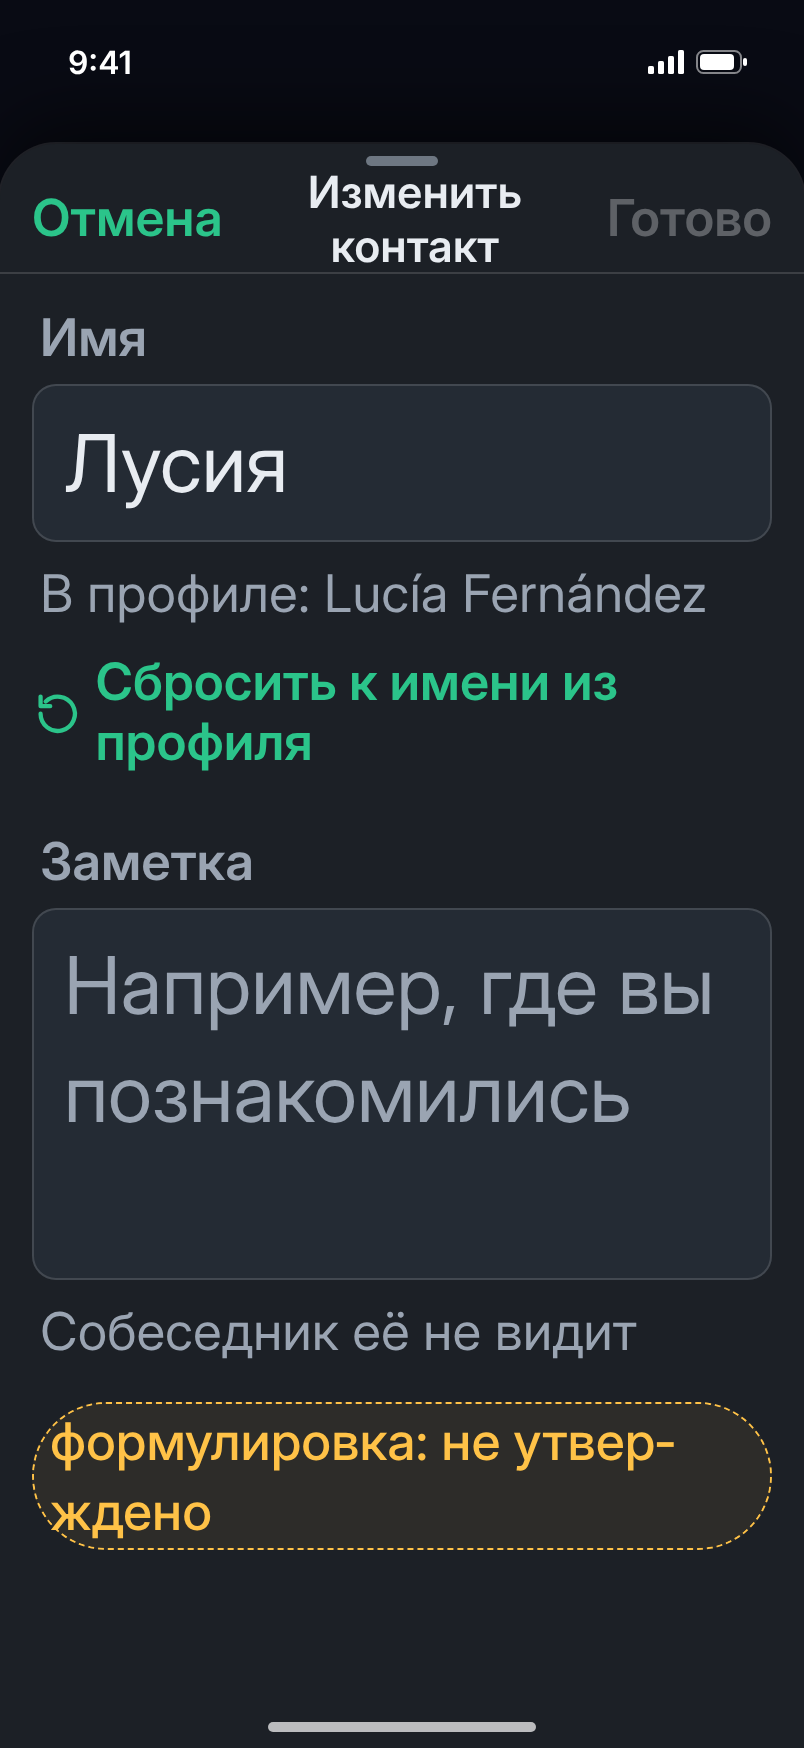 9:41
Отмена
Изменить
контакт
Готово
Имя
Лусия
В профиле: Lucía Fernández
Сбросить к имени из
профиля
Заметка
Например, где вы
познакомились
Собеседник её не видит
формулировка: не утвер-
ждено